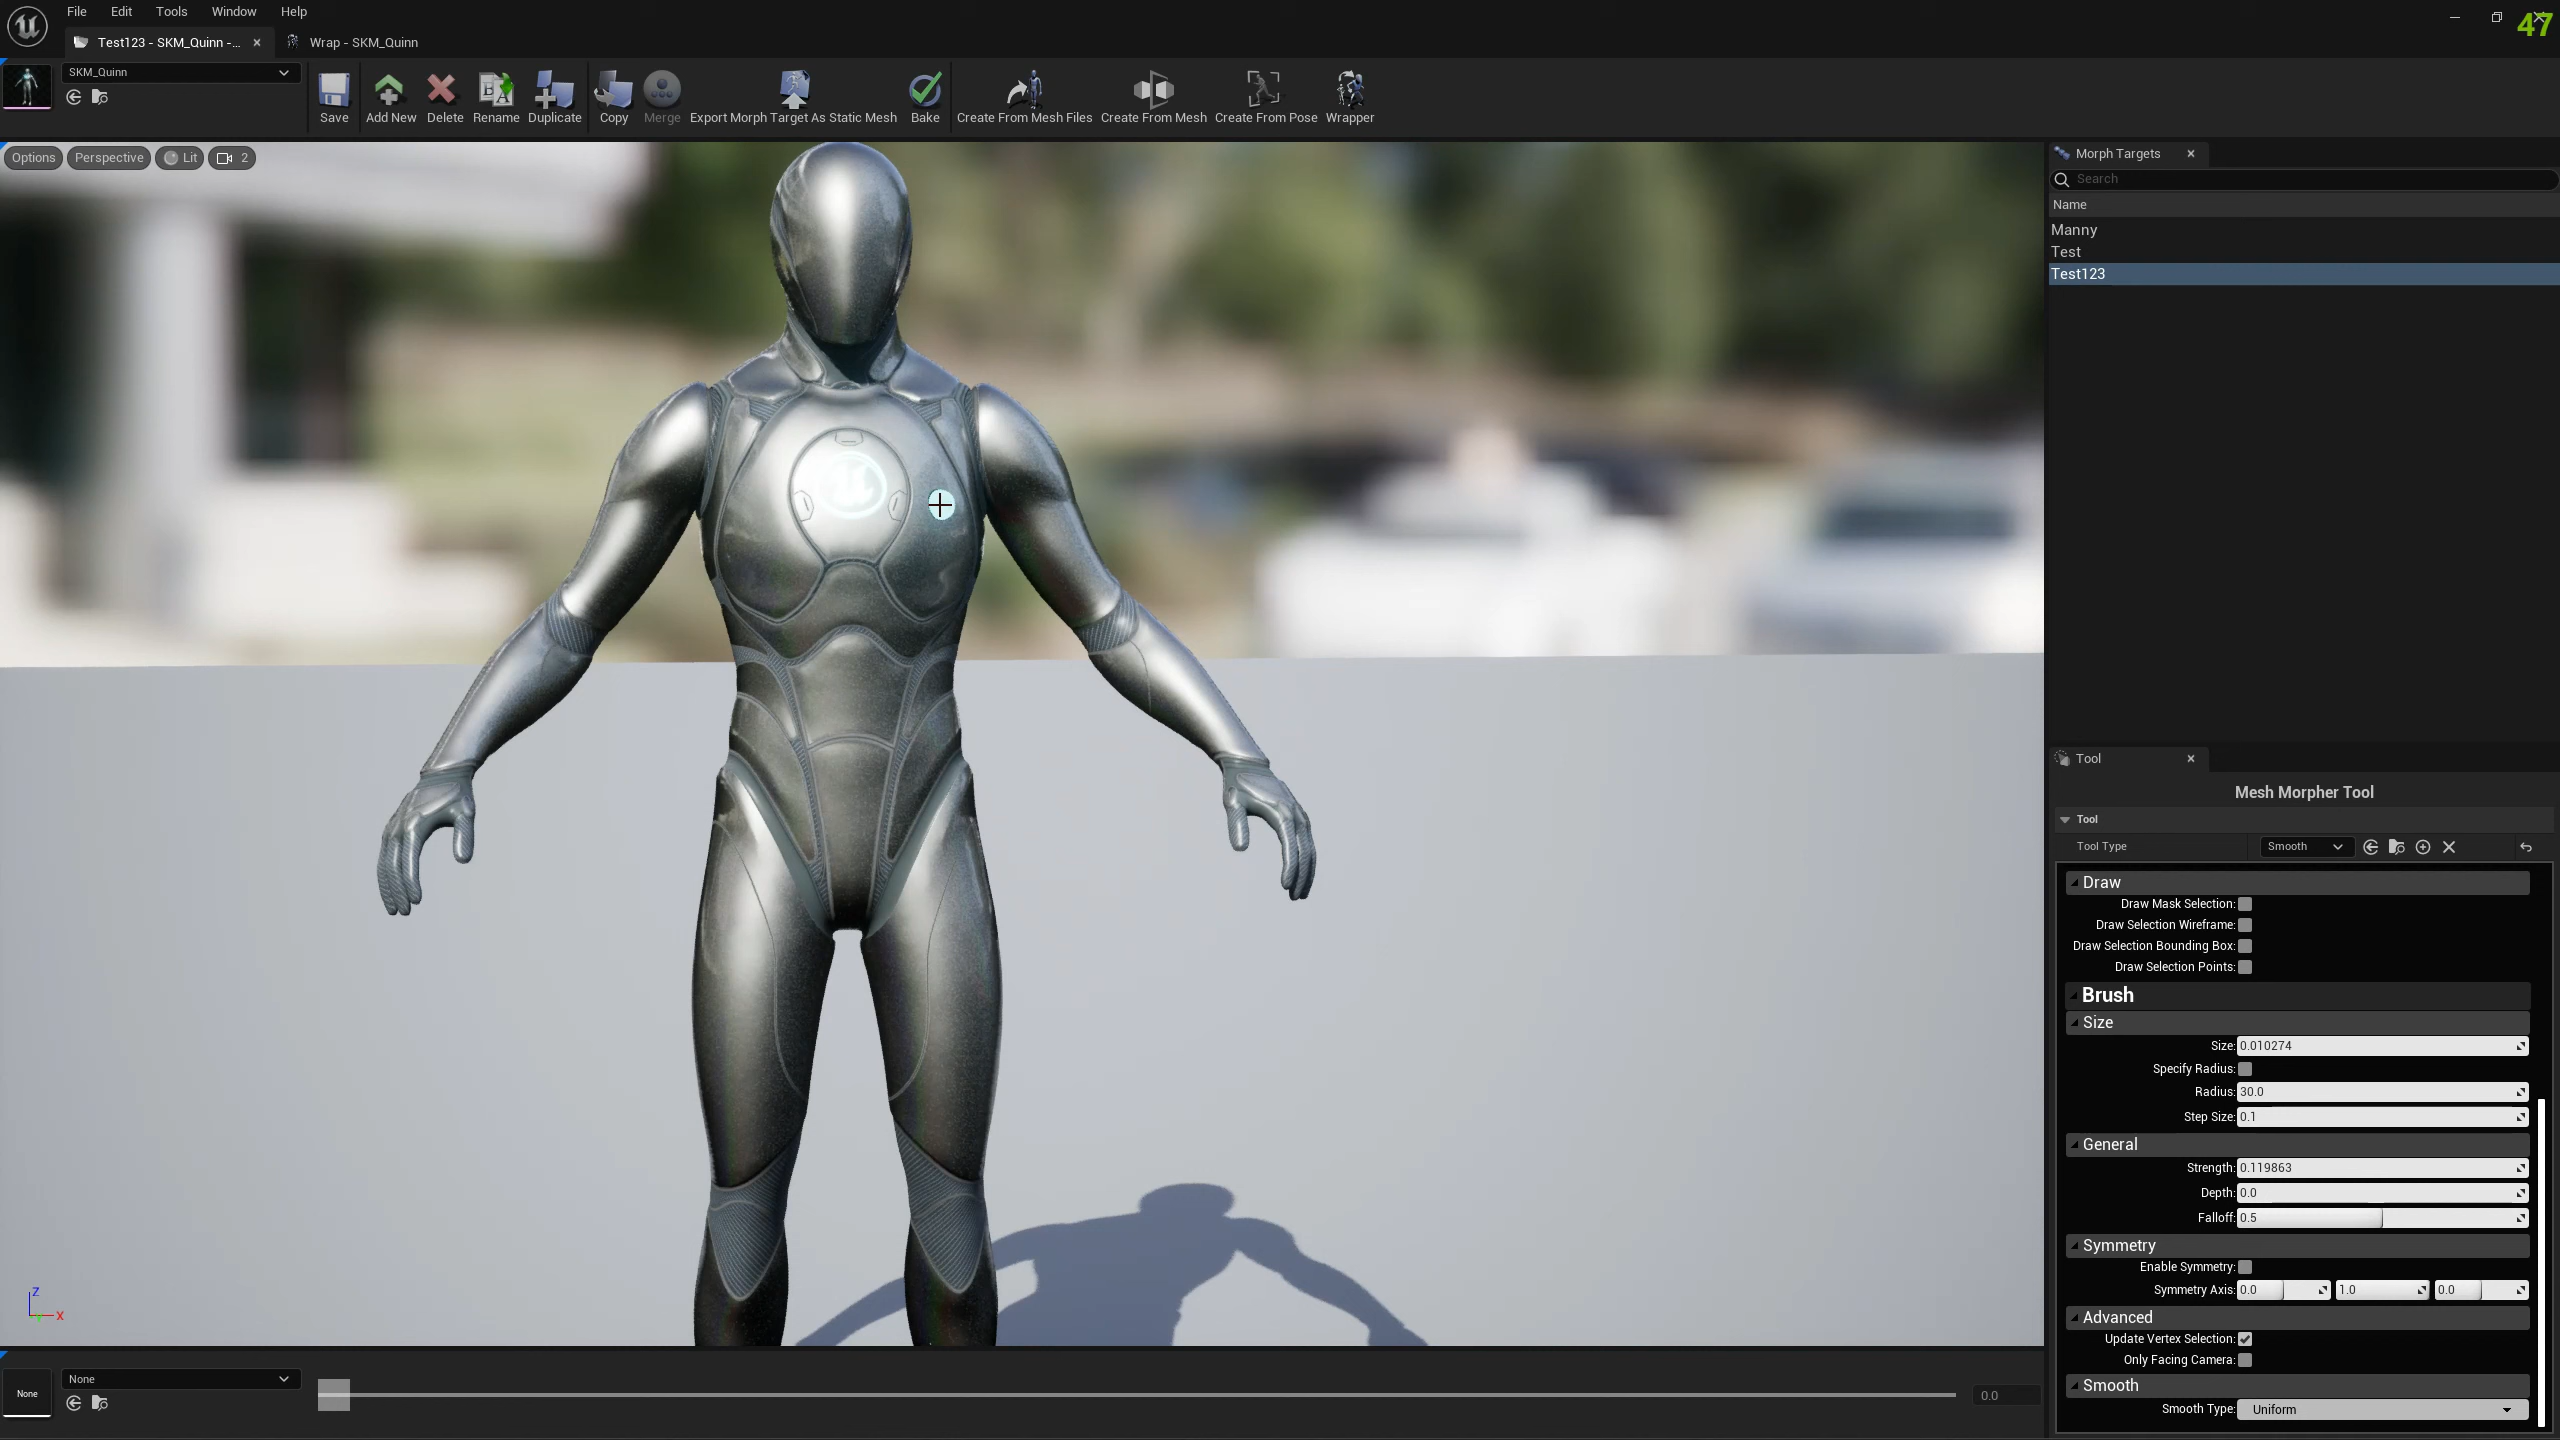 File Edit Tools Window Help
47
Test123 - SKM_Quinn -...
Wrap - SKM_Quinn
SKM_Quinn
Save
Add New
Delete
Rename
Duplicate
Copy
Merge
Export Morph Target As Static Mesh
Bake
Create From Mesh Files
Create From Mesh
Create From Pose
Wrapper
Options
Perspective
Lit
2
Morph Targets
Search
Name
Manny
Test
Test123
Tool
Mesh Morpher Tool
Tool
Tool Type
Smooth
Draw
Draw Mask Selection:
Draw Selection Wireframe:
Draw Selection Bounding Box:
Draw Selection Points:
Brush
Size
Size: 0.010274
Specify Radius:
Radius: 30.0
Step Size: 0.1
General
Strength: 0.119863
Depth: 0.0
Falloff: 0.5
Symmetry
Enable Symmetry:
Symmetry Axis: 0.0 1.0 0.0
Advanced
Update Vertex Selection:
Only Facing Camera:
Smooth
Smooth Type: Uniform
Z
X
Y
None
None
0.0